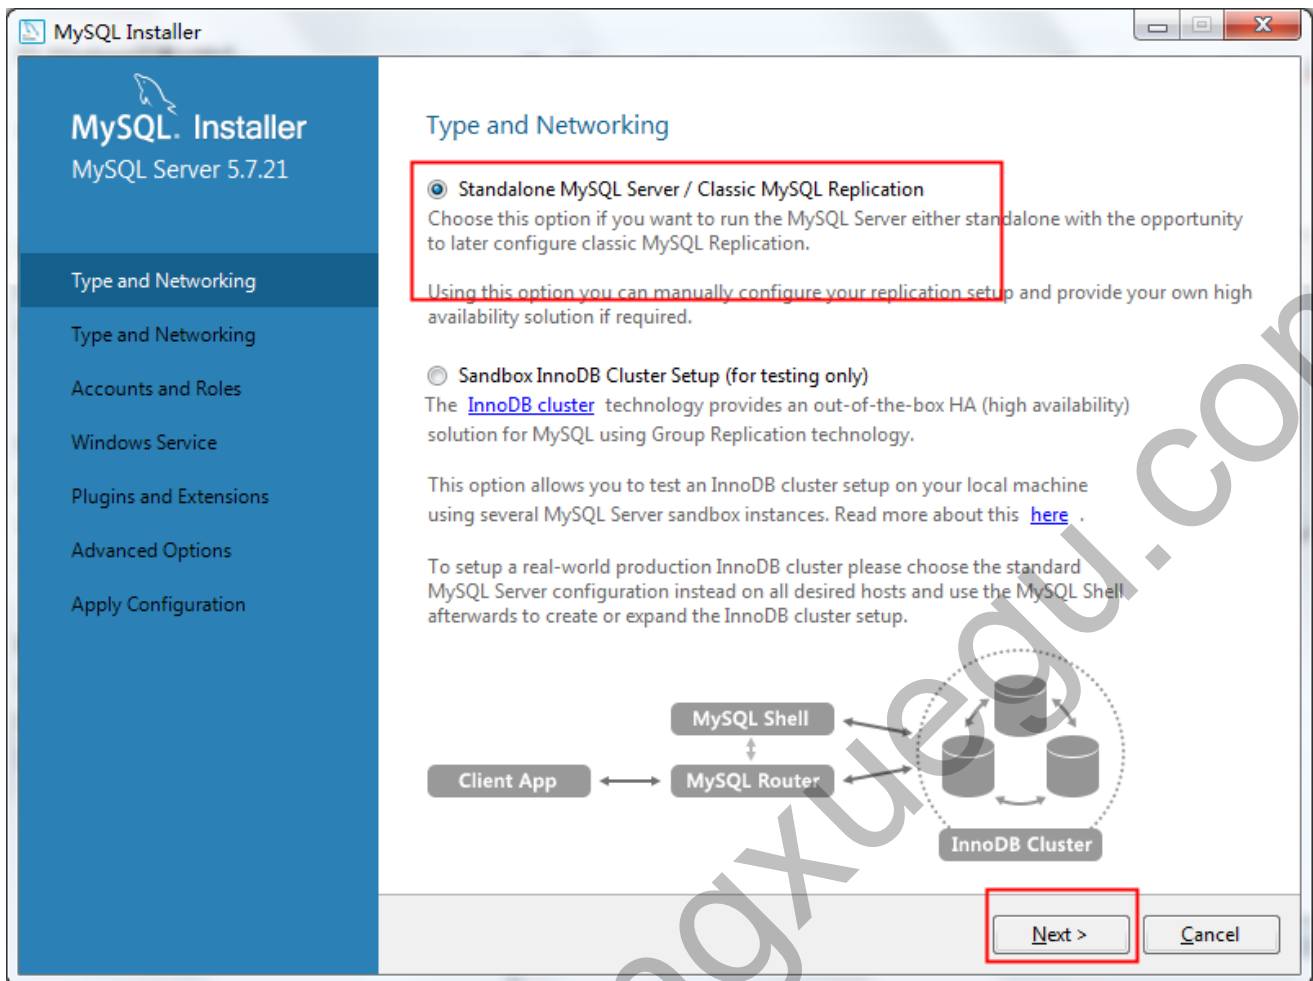 MySQL Installer
MySQL. Installer
MySQL Server 5.7.21
Type and Networking
Type and Networking
Accounts and Roles
Windows Service
Plugins and Extensions
Advanced Options
Apply Configuration
Type and Networking
Standalone MySQL Server / Classic MySQL Replication
Choose this option if you want to run the MySQL Server either standalone with the opportunity
to later configure classic MySQL Replication.
Using this option you can manually configure your replication setup and provide your own high
availability solution if required.
Sandbox InnoDB Cluster Setup (for testing only)
The InnoDB cluster technology provides an out-of-the-box HA (high availability)
solution for MySQL using Group Replication technology.
This option allows you to test an InnoDB cluster setup on your local machine
using several MySQL Server sandbox instances. Read more about this here .
To setup a real-world production InnoDB cluster please choose the standard
MySQL Server configuration instead on all desired hosts and use the MySQL Shell
afterwards to create or expand the InnoDB cluster setup.
MySQL Shell
Client App
MySQL Router
InnoDB Cluster
Next >
Cancel